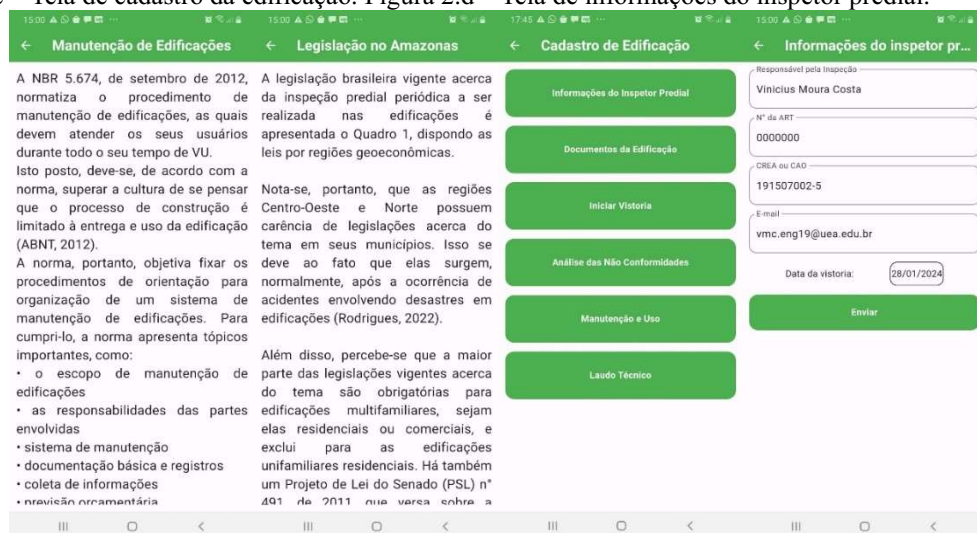 – Tela de cadastro da edificação. Figura 2.d – Tela de informações do inspetor predial.
15:00
Manutenção de Edificações
A NBR 5.674, de setembro de 2012,
normatiza o procedimento de
manutenção de edificações, as quais
devem atender os seus usuários
durante todo o seu tempo de VU.
Isto posto, deve-se, de acordo com a
norma, superar a cultura de se pensar
que o processo de construção é
limitado à entrega e uso da edificação
(ABNT, 2012).
A norma, portanto, objetiva fixar os
procedimentos de orientação para
organização de um sistema de
manutenção de edificações. Para
cumpri-lo, a norma apresenta tópicos
importantes, como:
• o escopo de manutenção de
edificações
• as responsabilidades das partes
envolvidas
• sistema de manutenção
• documentação básica e registros
• coleta de informações
• previsão orçamentária
15:00
Legislação no Amazonas
A legislação brasileira vigente acerca
da inspeção predial periódica a ser
realizada nas edificações é
apresentada o Quadro 1, dispondo as
leis por regiões geoeconômicas.
Nota-se, portanto, que as regiões
Centro-Oeste e Norte possuem
carência de legislações acerca do
tema em seus municípios. Isso se
deve ao fato que elas surgem,
normalmente, após a ocorrência de
acidentes envolvendo desastres em
edificações (Rodrigues, 2022).
Além disso, percebe-se que a maior
parte das legislações vigentes acerca
do tema são obrigatórias para
edificações multifamiliares, sejam
elas residenciais ou comerciais, e
exclui para as edificações
unifamiliares residenciais. Há também
um Projeto de Lei do Senado (PSL) n°
491 de 2011 que versa sobre a
17:45
Cadastro de Edificação
Informações do Inspetor Predial
Documentos da Edificação
Iniciar Vistoria
Análise das Não Conformidades
Manutenção e Uso
Laudo Técnico
15:00
Informações do inspetor pr...
Responsável pela Inspeção
Vinicius Moura Costa
N° da ART
0000000
CREA ou CAO
191507002-5
E-mail
vmc.eng19@uea.edu.br
Data da vistoria: 28/01/2024
Enviar